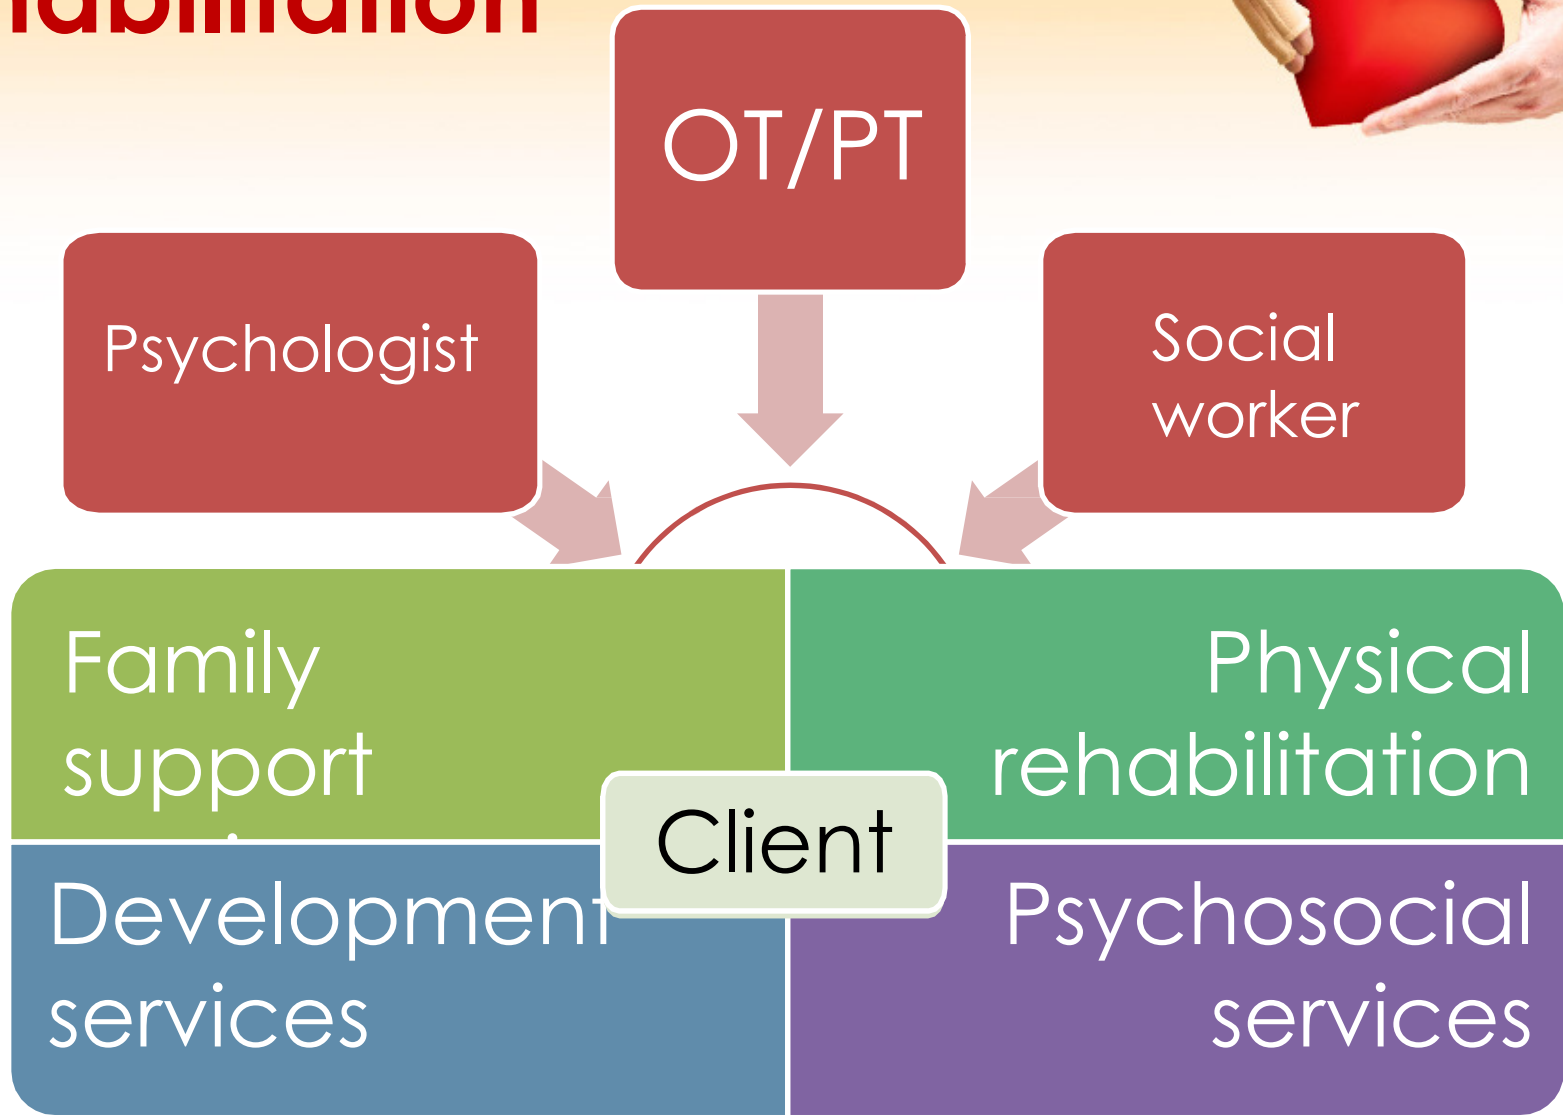 OT/PT
Psychologist
Social
worker
Family
support
Physical
rehabilitation
Client
Development
services
Psychosocial
services